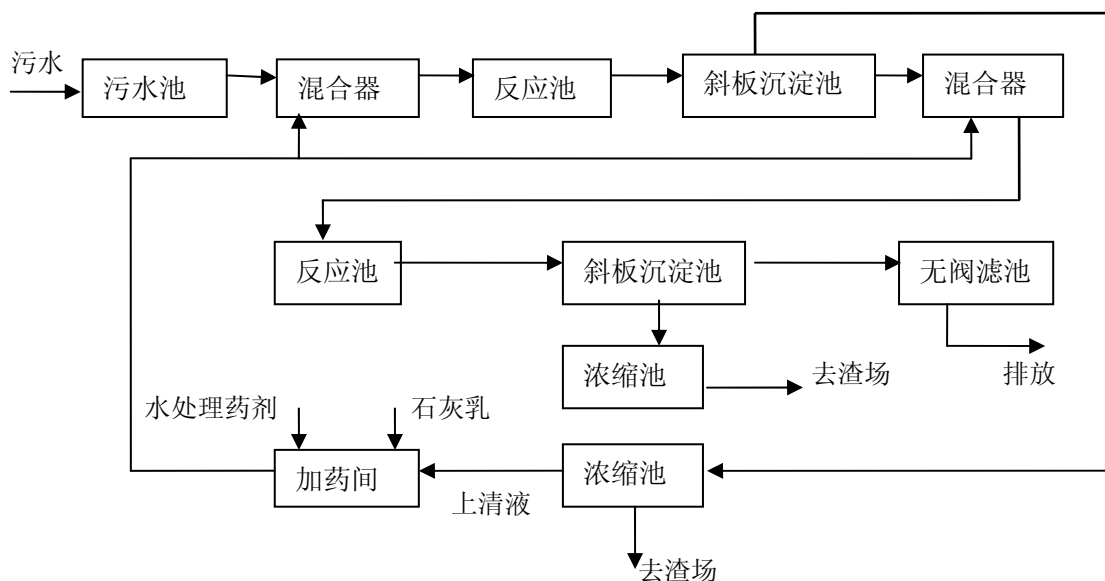 污水
污水池
混合器
反应池
斜板沉淀池
混合器
反应池
斜板沉淀池
无阀滤池
浓缩池
去渣场
排放
水处理药剂
石灰乳
加药间
上清液
浓缩池
去渣场